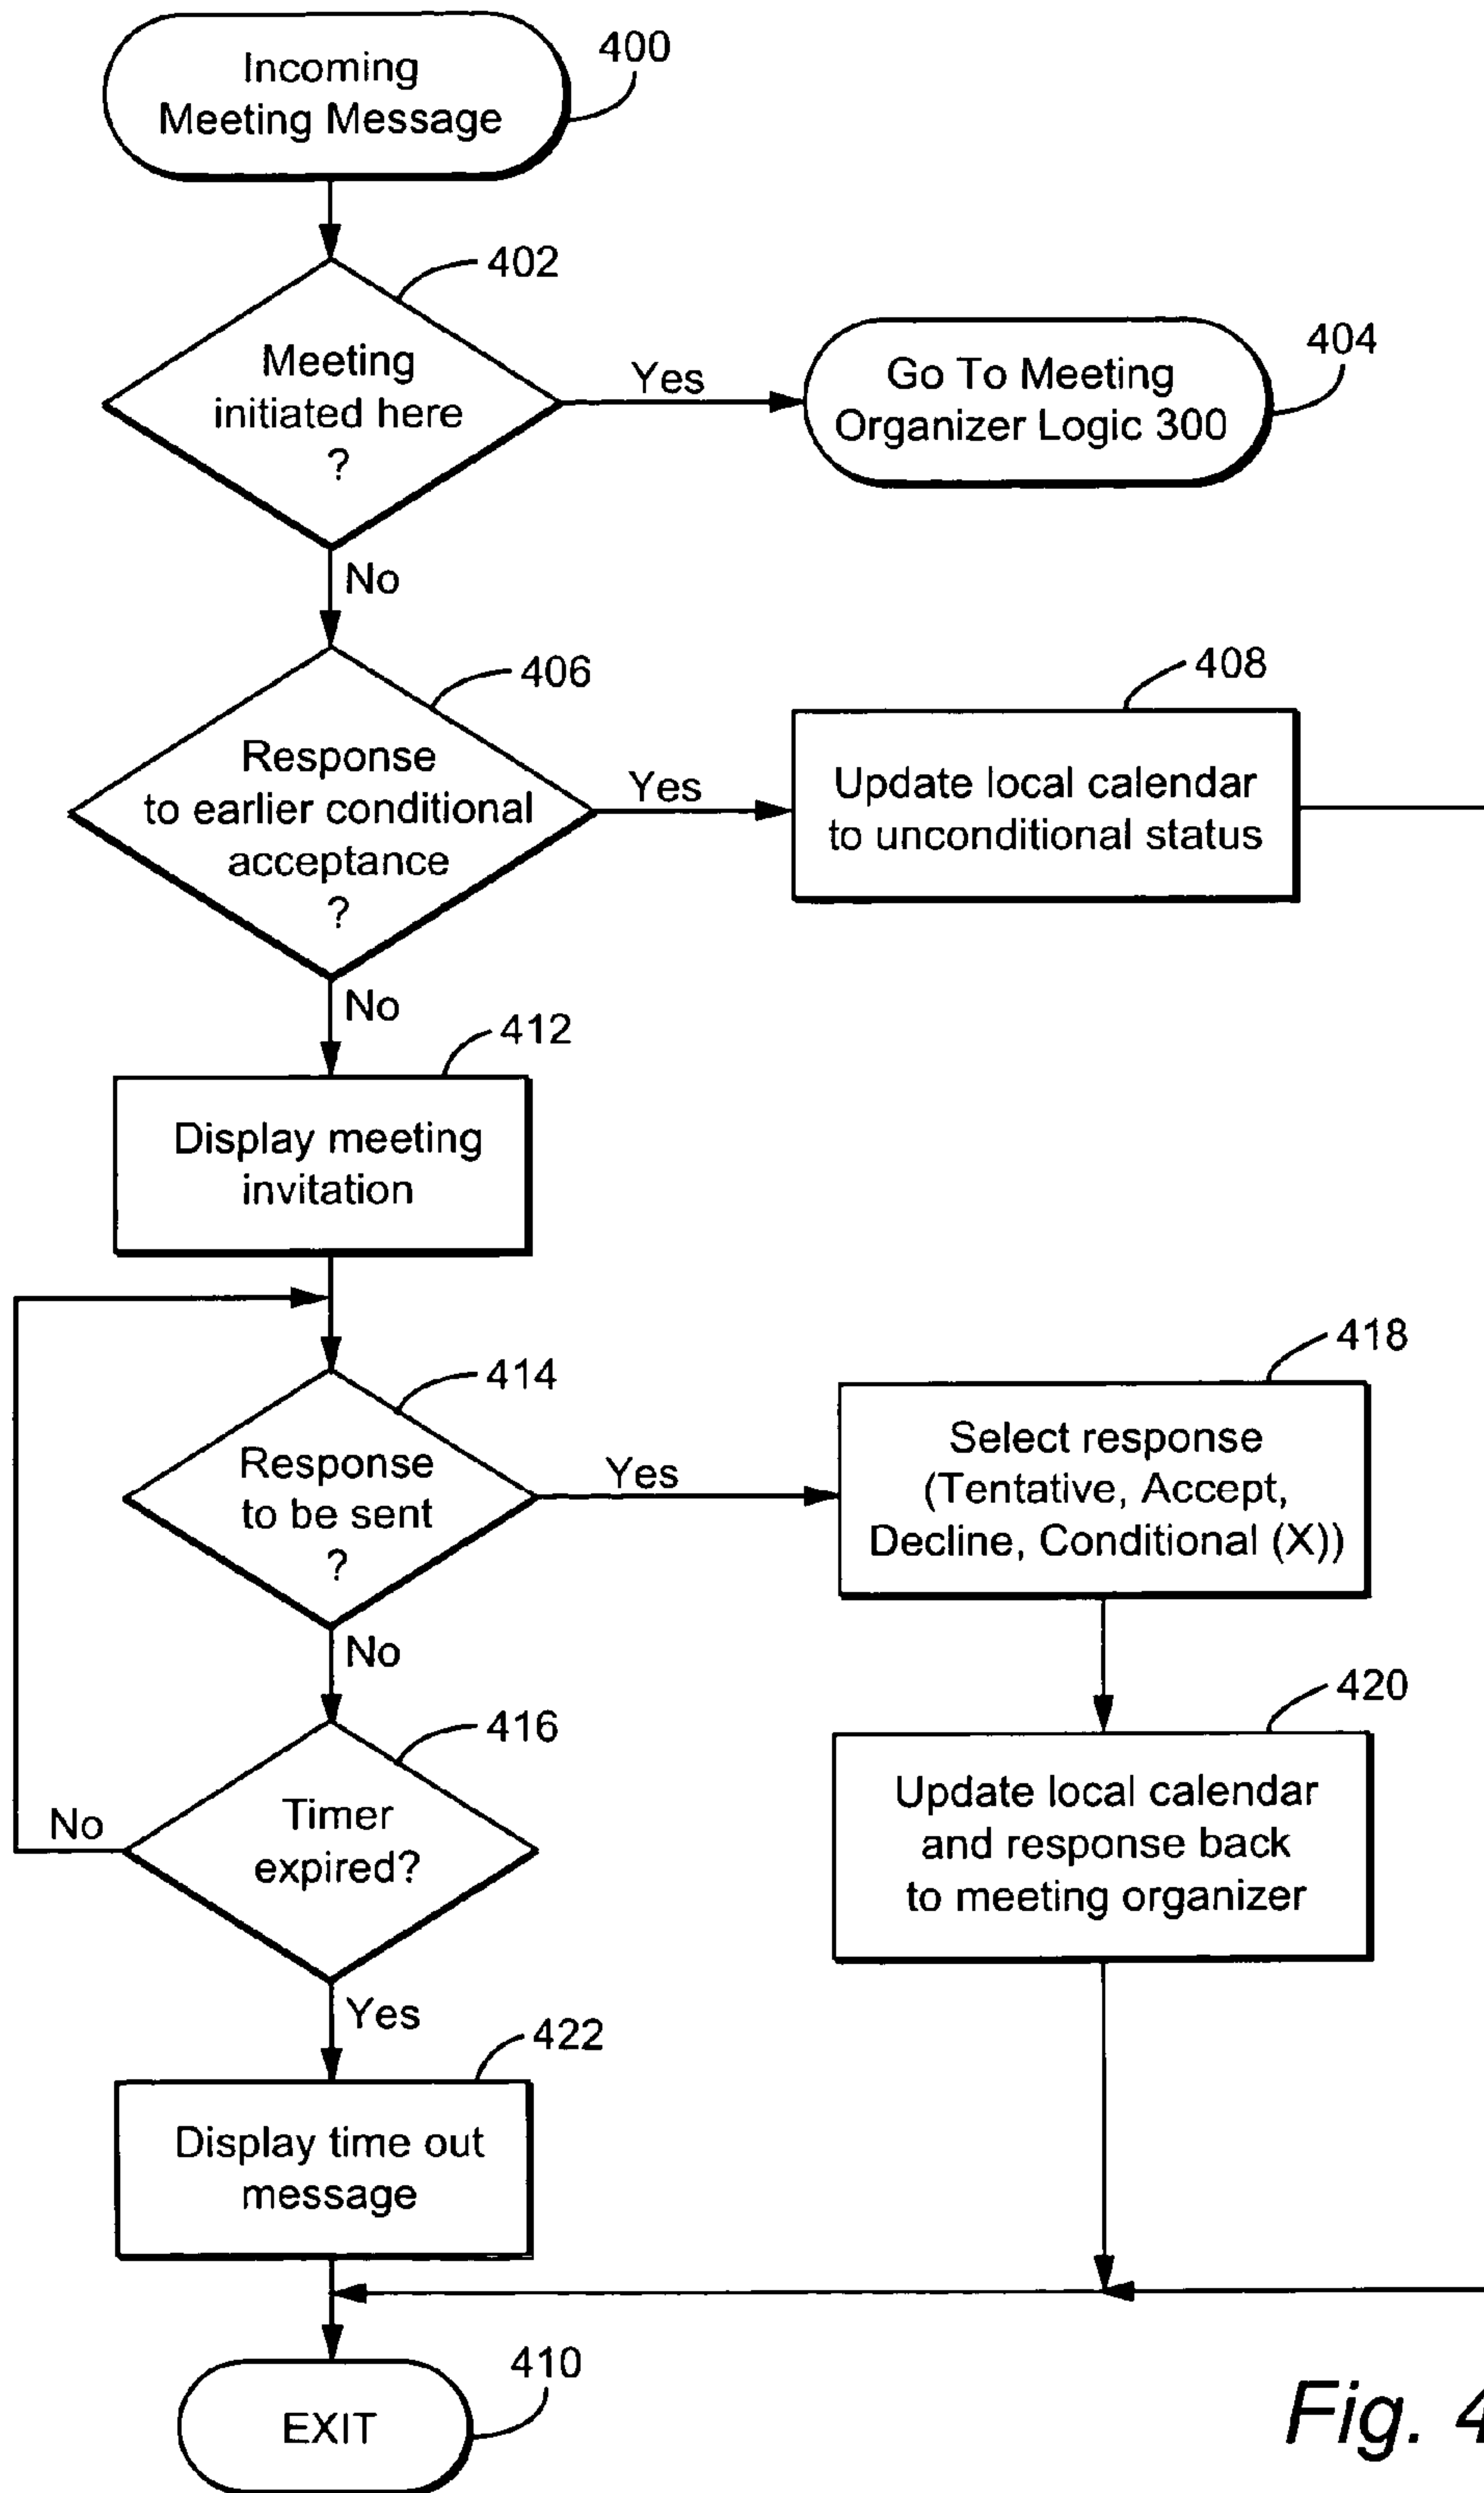 Incoming
Meeting Message
400
402
Meeting
initiated here
?
Yes
Go To Meeting
Organizer Logic 300
404
No
406
Response
to earlier conditional
acceptance
?
Yes
408
Update local calendar
to unconditional status
No
412
Display meeting
invitation
414
Response
to be sent
?
Yes
418
Select response
(Tentative, Accept,
Decline, Conditional (X))
No
416
Timer
expired?
No
420
Update local calendar
and response back
to meeting organizer
Yes
422
Display time out
message
410
EXIT
Fig. 4